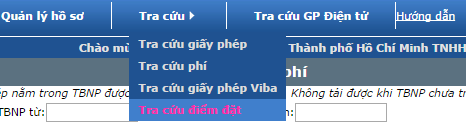 Quản lý hồ sơ
Tra cứu
Tra cứu GP Điện tử
Hướng dẫn
Tra cứu giấy phép
Tra cứu phí
Tra cứu giấy phép Viba
Tra cứu điểm đặt
Chào mừ
Thành phố Hồ Chí Minh TNHH
phí
nằm trong TBNP được
Không tải được khi TBNP chưa
TBNP từ: